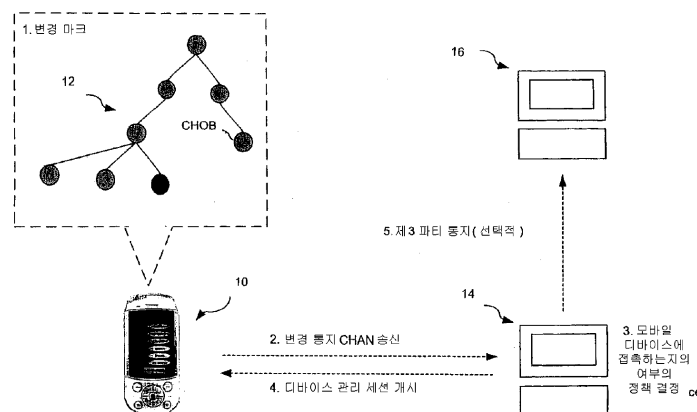 1.변경 마크
12
CHOB
16
5.제3 파티 통지( 선택적 )
10
14
2. 변경 통지 CHAN 송신
4. 디바이스 관리 세션 개시
3. 모바일
디바이스에
접촉하는지의
여부의
정책 결정